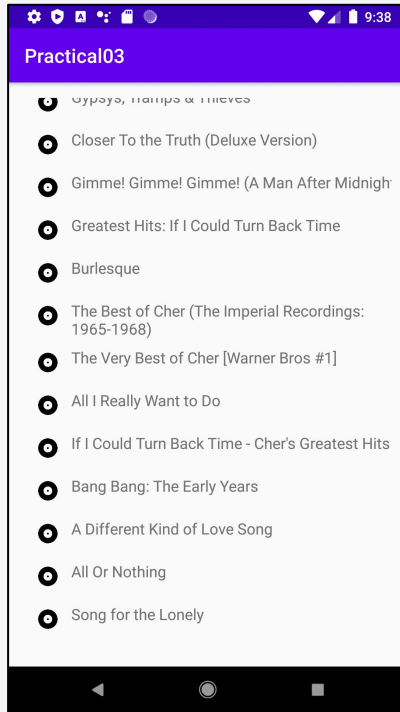 9:38
Practical03
Gypsys, Tramps & Thieves
Closer To the Truth (Deluxe Version)
Gimme! Gimme! Gimme! (A Man After Midnigh
Greatest Hits: If I Could Turn Back Time
Burlesque
The Best of Cher (The Imperial Recordings:
1965-1968)
The Very Best of Cher [Warner Bros #1]
All I Really Want to Do
If I Could Turn Back Time - Cher's Greatest Hits
Bang Bang: The Early Years
A Different Kind of Love Song
All Or Nothing
Song for the Lonely